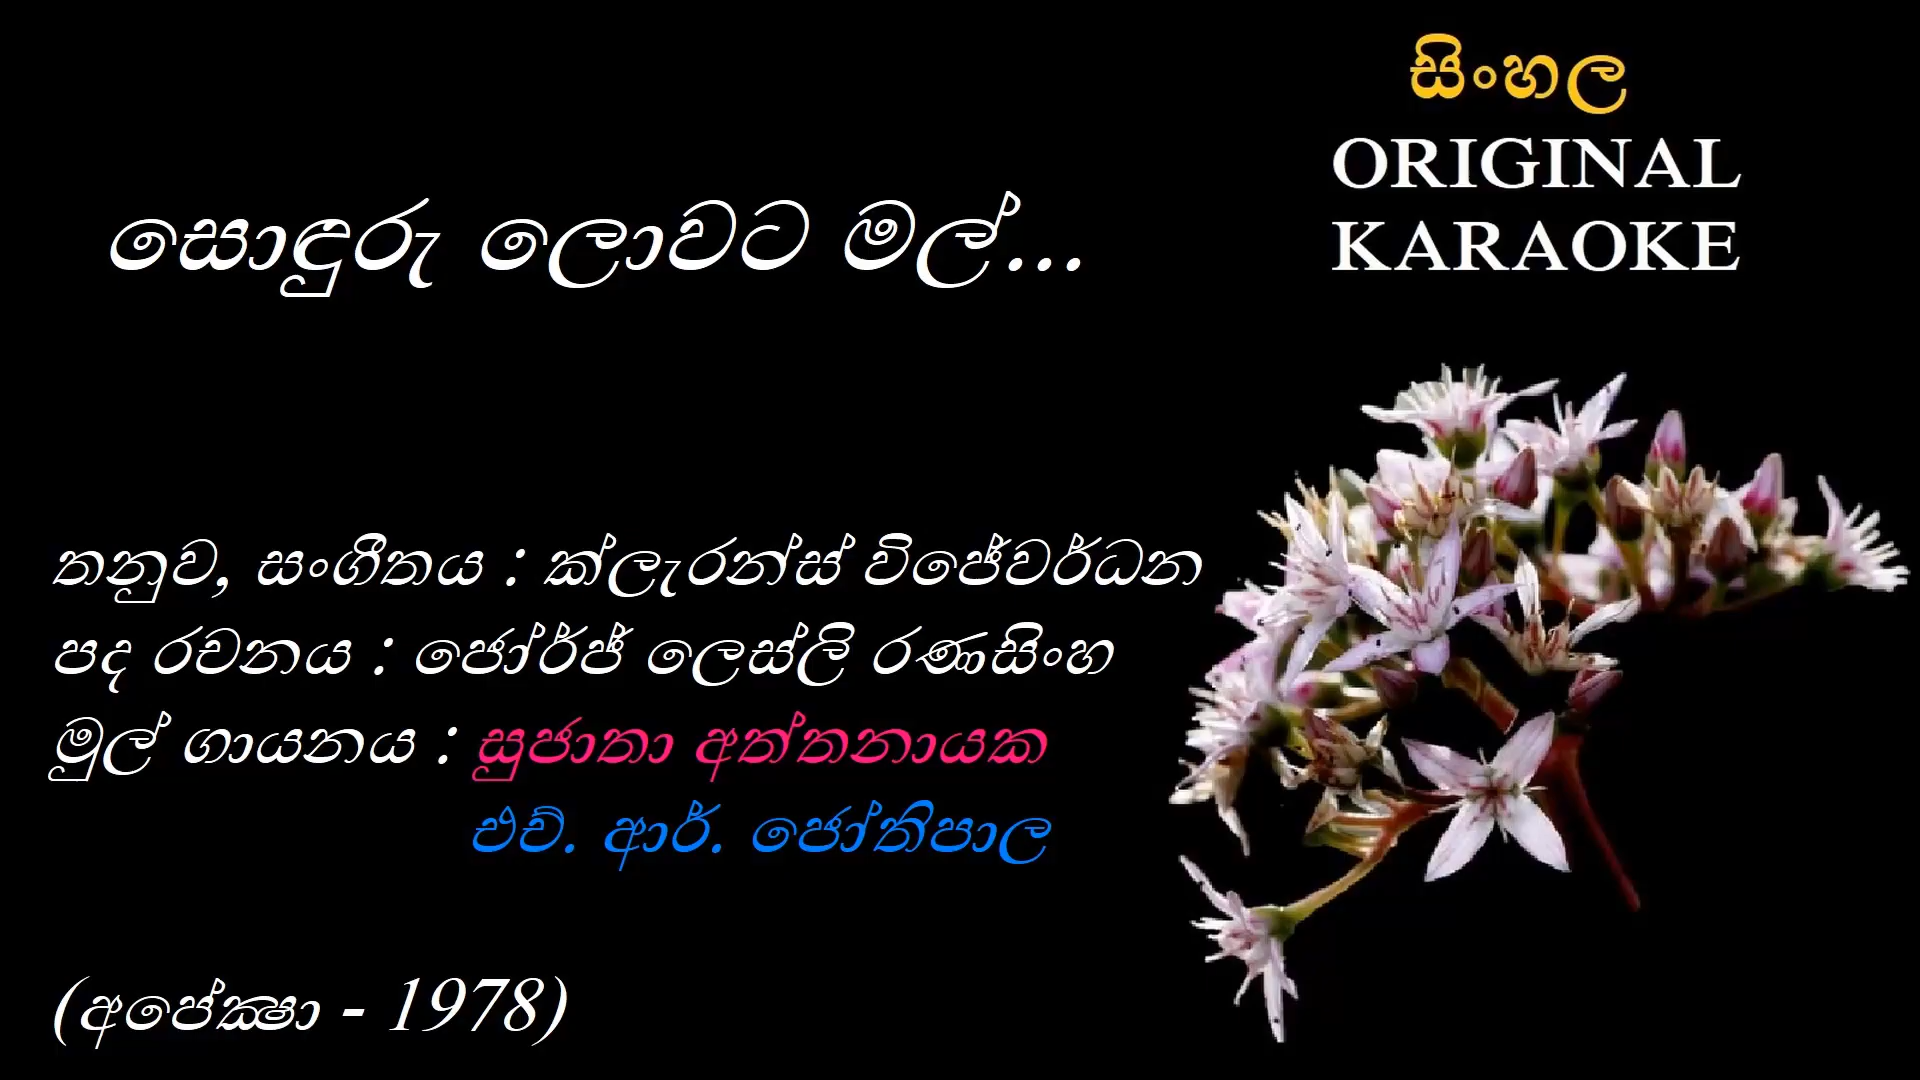 සිංහල
ORIGINAL
KARAOKE
සොඳුරු ලොවට මල්...
තනුව, සංගීතය : ක්ලැරන්ස් විජේවර්ධන
පද රචනය : ජෝර්ජ් ලෙස්ලි රණසිංහ
මුල් ගායනය : සුජාතා අත්තනායක
එච්. ආර්. ජෝතිපාල
(අපේක්‍ෂා - 1978)